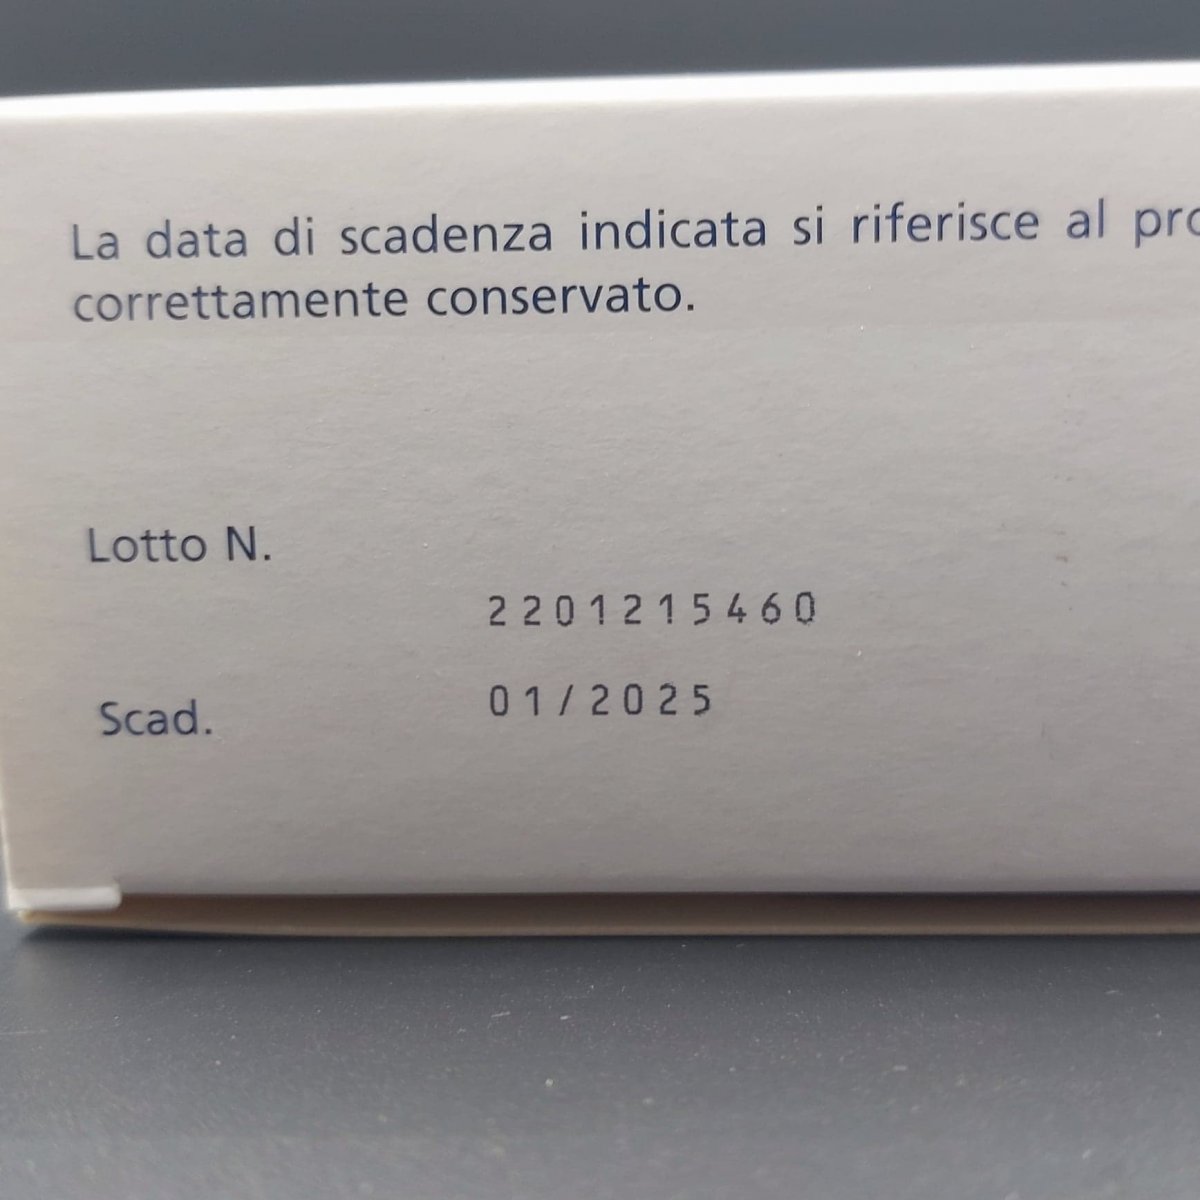 La data di scadenza indicata si riferisce al
correttamente conservato.
Lotto N.
2201215460
Scad.
01/2025